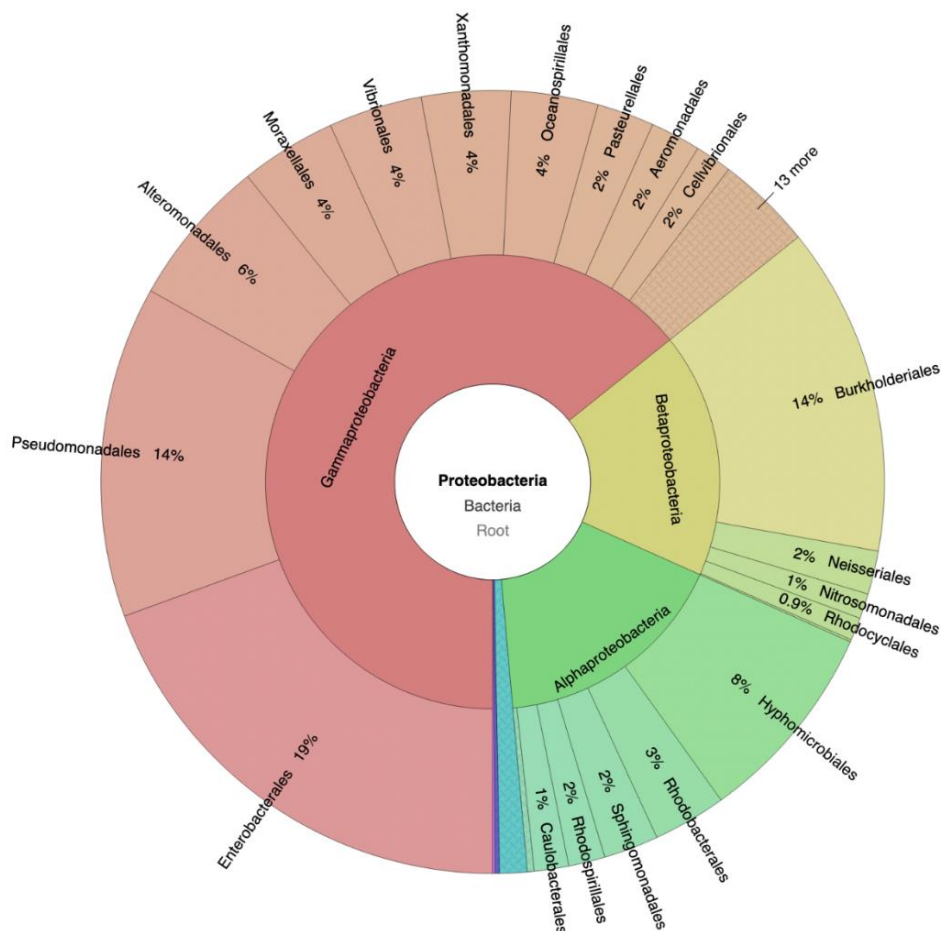 Proteobacteria
Bacteria
Root
Gammaproteobacteria
Betaproteobacteria
Alphaproteobacteria
Enterobacterales 19%
Pseudomonadales 14%
Alteromonadales 6%
Moraxellales 4%
Vibrionales 4%
Xanthomonadales 4%
4% Oceanospirillales
2% Pasteurellales
2% Aeromonadales
2% Cellvibrionales
13 more
14% Burkholderiales
2% Neisseriales
1% Nitrosomonadales
0.9% Rhodocyclales
8% Hyphomicrobiales
3% Rhodobacterales
2% Sphingomonadales
2% Rhodospirillales
1% Caulobacterales